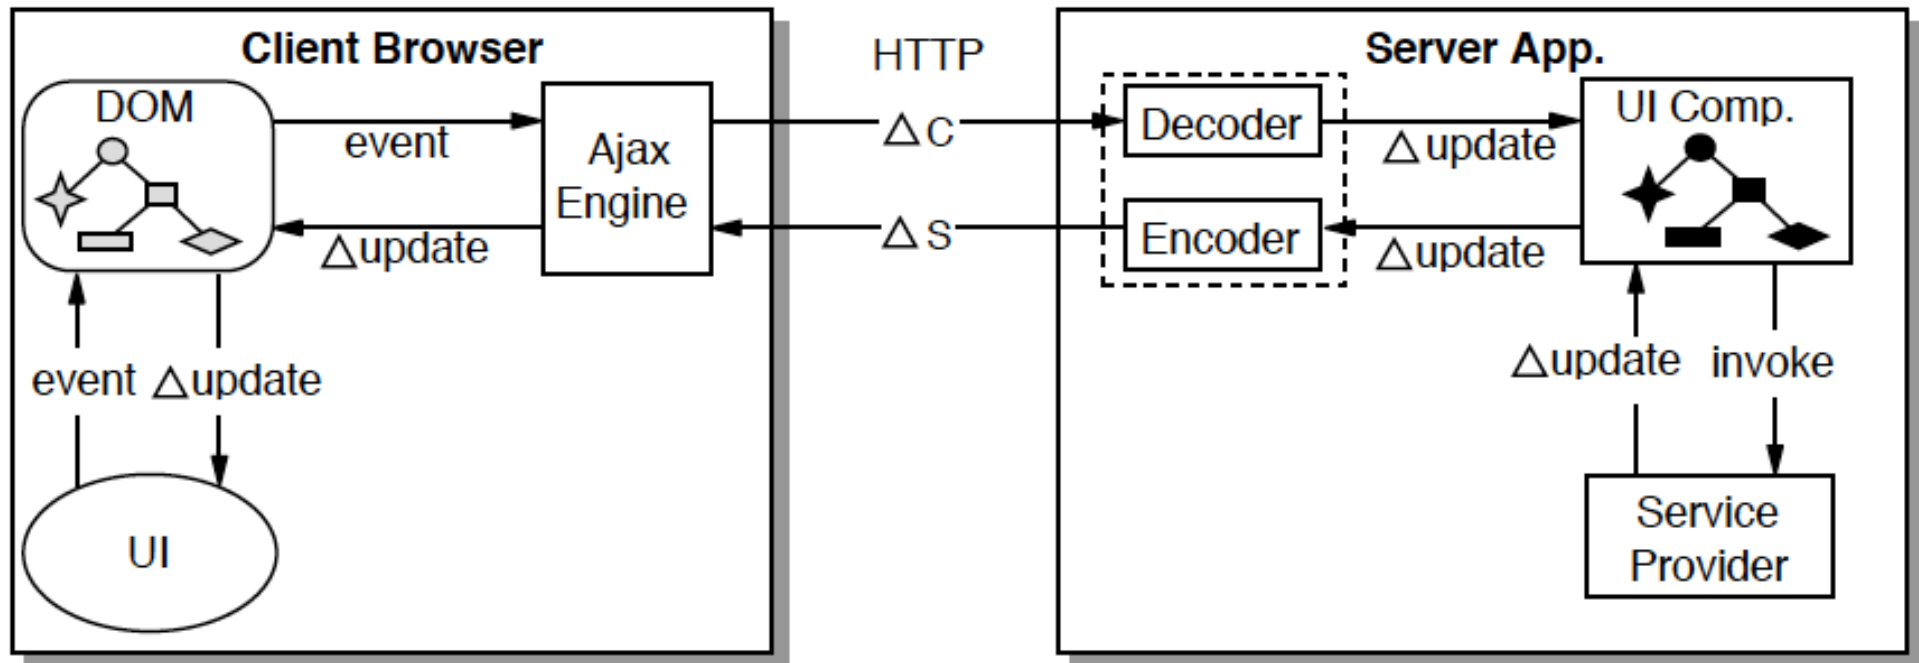 Client Browser
HTTP
Server App.
DOM
event
Ajax
Engine
△update
△ C
△ S
Decoder
Encoder
△ update
△update
UI Comp.
event
△update
UI
△update
invoke
Service
Provider